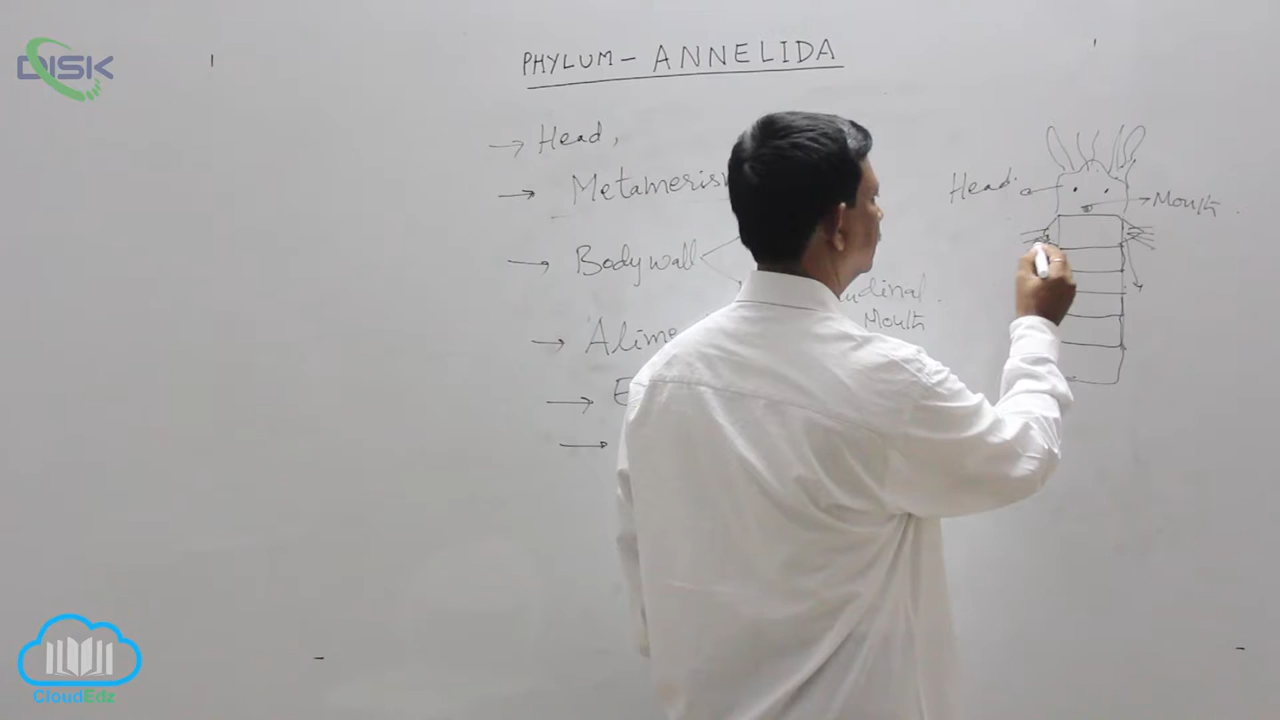 DISK
PHYLUM - ANNELIDA
→ Head,
→ Metameris
→ Body wall
udinal.
Mouth
→ Alime
→ E
→
Head.
Mouth.
CloudEdz